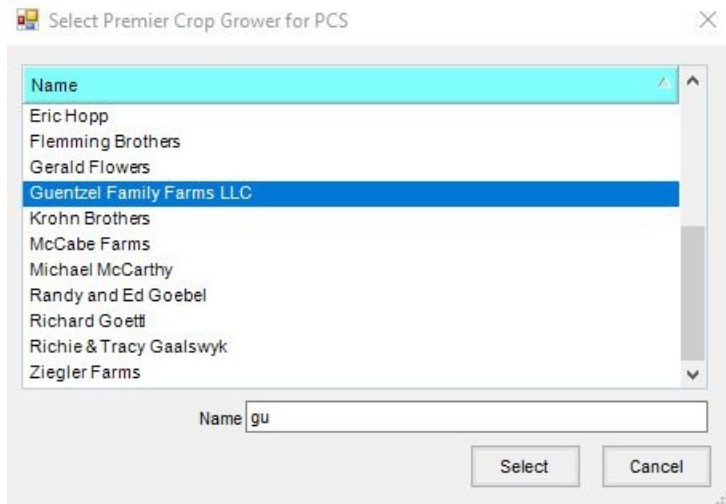 Select Premier Crop Grower for PCS
Name
Eric Hopp
Flemming Brothers
Gerald Flowers
Guentzel Family Farms LLC
Krohn Brothers
McCabe Farms
Michael McCarthy
Randy and Ed Goebel
Richard Goettl
Richie & Tracy Gaalswyk
Ziegler Farms
Name gu
Select Cancel